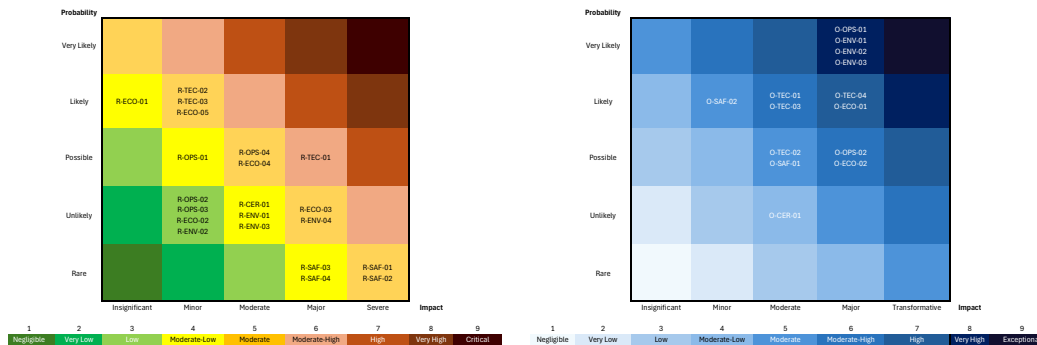 Probability
Very Likely
Likely
R-ECO-01
R-TEC-02
R-TEC-03
R-ECO-05
Possible
R-OPS-01
R-OPS-04
R-ECO-04
R-TEC-01
Unlikely
R-OPS-02
R-OPS-03
R-ECO-02
R-ENV-02
R-CER-01
R-ENV-01
R-ENV-03
R-ECO-03
R-ENV-04
Rare
R-SAF-03
R-SAF-04
R-SAF-01
R-SAF-02
Insignificant Minor Moderate Major Severe Impact
1 2 3 4 5 6 7 8 9
Negligible Very Low Low Moderate-Low Moderate Moderate-High High Very High Critical
Probability
Very Likely
O-OPS-01
O-ENV-01
O-ENV-02
O-ENV-03
Likely
O-SAF-02
O-TEC-01
O-TEC-03
O-TEC-04
O-ECO-01
Possible
O-TEC-02
O-SAF-01
O-OPS-02
O-ECO-02
Unlikely
O-CER-01
Rare
Insignificant Minor Moderate Major Transformative Impact
1 2 3 4 5 6 7 8 9
Negligible Very Low Low Moderate-Low Moderate Moderate-High High Very High Exceptiona